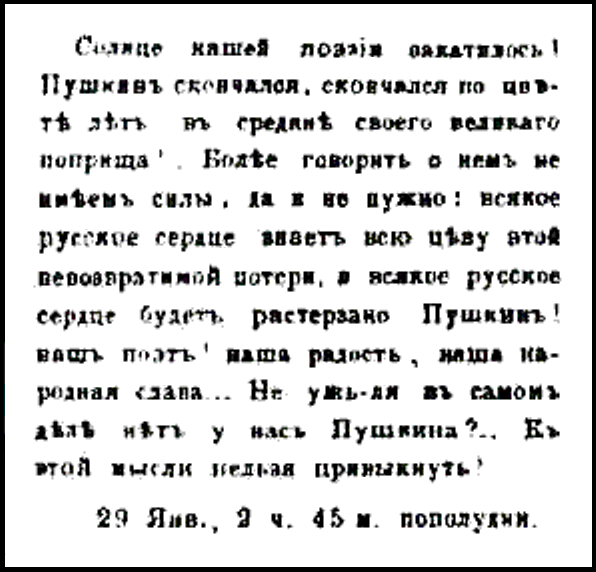 Солнце нашей поэзіи закатилось!
Пушкинъ скончался, скончался во цвѣ-
тѣ лѣтъ въ срединѣ своего великаго
поприща! . Болѣе говорить о немъ не
имѣемъ силы, да и не нужно: всякое
русское сердце знаетъ всю цѣну этой
невозвратимой потери, и всякое русское
сердце будетъ растерзано Пушкинъ!
нашъ поэтъ! наша радость, наша на-
родная слава... Не ужь-ли въ самомъ
дѣлѣ нѣтъ у насъ Пушкина?.. Къ
этой мысли нельзя привыкнуть!
29 Янв., 2 ч. 45 м. пополудни.